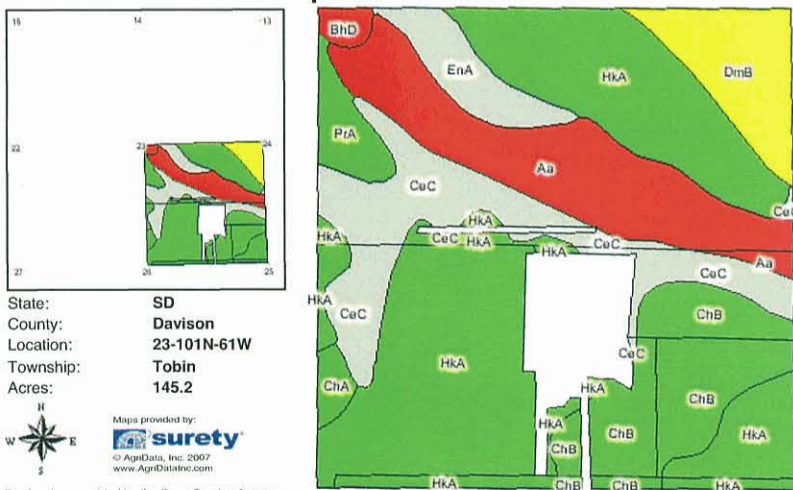 15 14 13
22 23 24
27 26 25
State: SD
County: Davison
Location: 23-101N-61W
Township: Tobin
Acres: 145.2
N
W E
S
Maps provided by:
surety®
© AgriData, Inc. 2007
www.AgriDataInc.com
BhD
EnA
HkA
DmB
PrA
Aa
CeC
CeC
HkA
HkA
CeC HkA
HkA
CeC
Aa
CeC
HkA
CeC
ChB
HkA
CeC
ChA
HkA
ChB
HkA
HkA
ChB
ChB
HkA
HkA
ChB
ChB
HkA